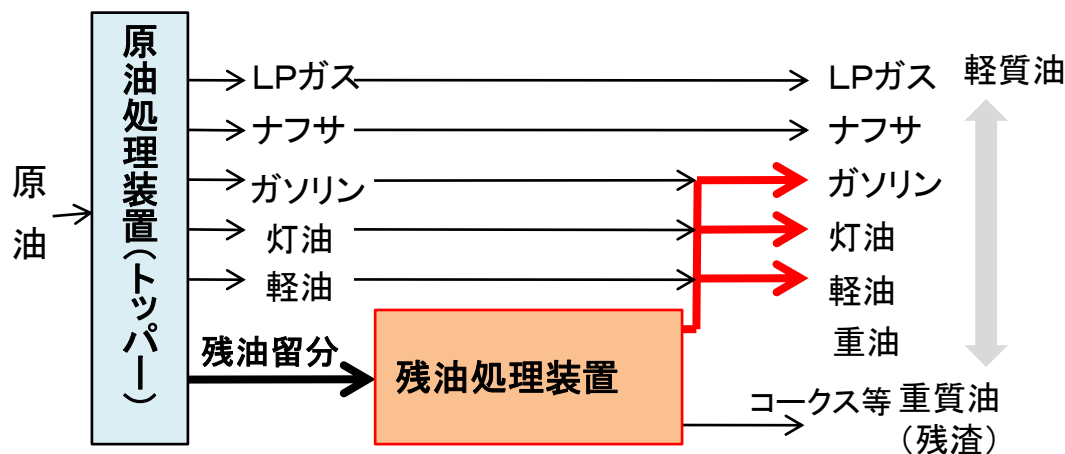 原油
原油処理装置(トッパー)
LPガス
ナフサ
ガソリン
灯油
軽油
残油留分
残油処理装置
LPガス
ナフサ
ガソリン
灯油
軽油
重油
コークス等
軽質油
重質油
(残渣)